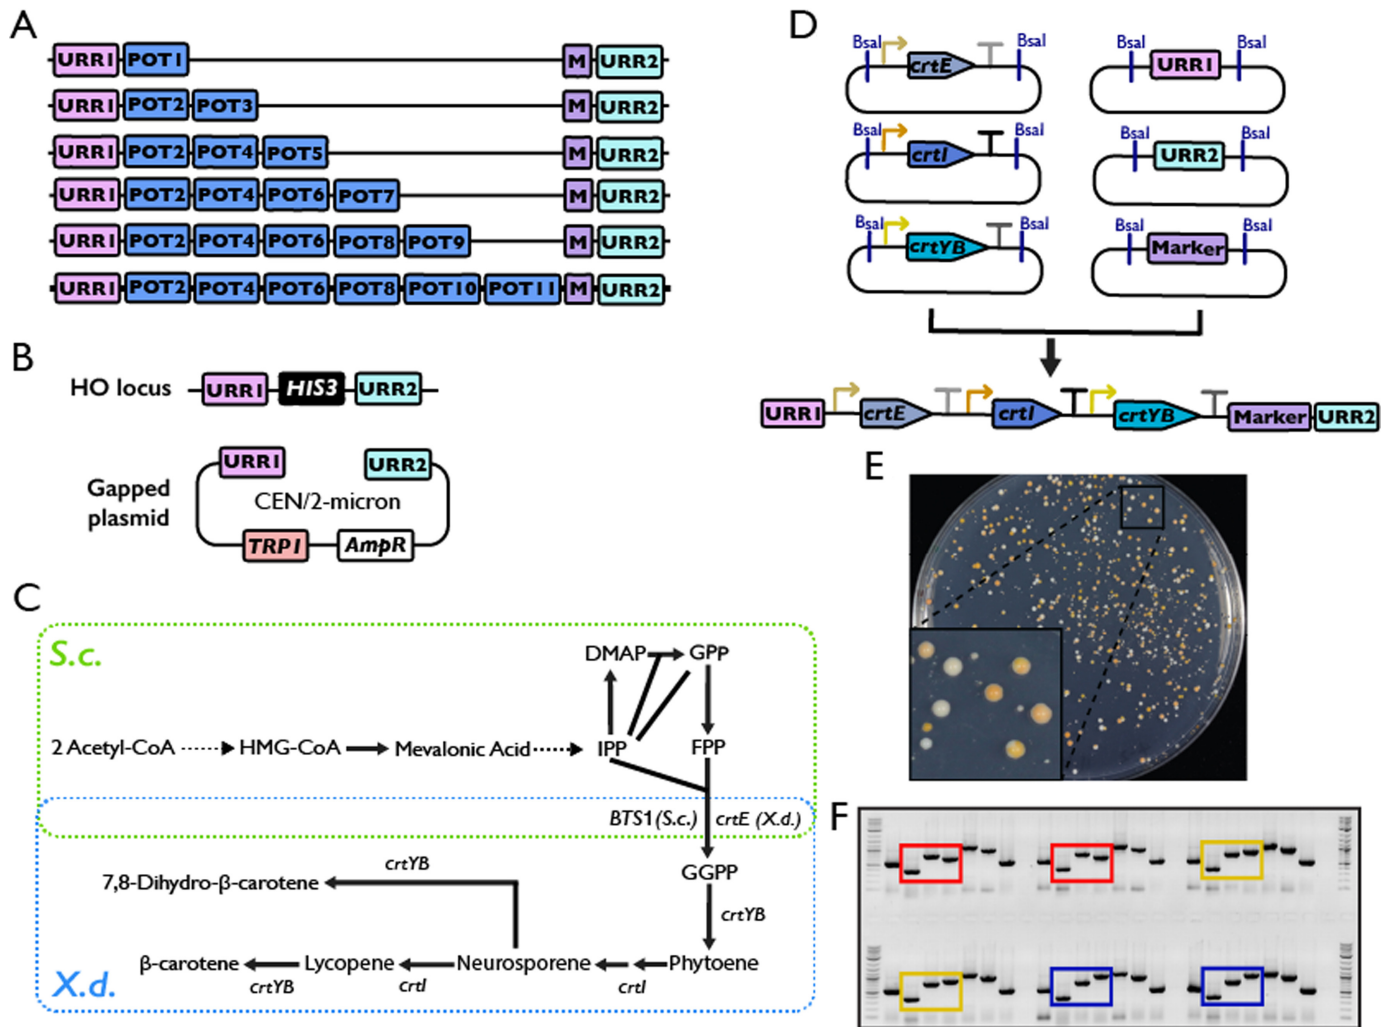 A
URR1 POT1 M URR2
URR1 POT2 POT3 M URR2
URR1 POT2 POT4 POT5 M URR2
URR1 POT2 POT4 POT6 POT7 M URR2
URR1 POT2 POT4 POT6 POT8 POT9 M URR2
URR1 POT2 POT4 POT6 POT8 POT10 POT11 M URR2
B
HO locus URR1 HIS3 URR2
URR1 URR2
Gapped
plasmid
CEN/2-micron
TRP1 AmpR
C
S.c.
DMAP GPP
2 Acetyl-CoA HMG-CoA Mevalonic Acid IPP FPP
BTS1 (S.c.) crtE (X.d.)
GGPP
crtYB
7,8-Dihydro-β-carotene
crtYB
β-carotene Lycopene Neurosporene Phytoene
crtYB crtI crtI
X.d.
D
BsaI BsaI BsaI BsaI
crtE URR1
BsaI BsaI BsaI BsaI
crtI URR2
BsaI BsaI BsaI BsaI
crtYB Marker
URR1 crtE crtI crtYB Marker URR2
E
F